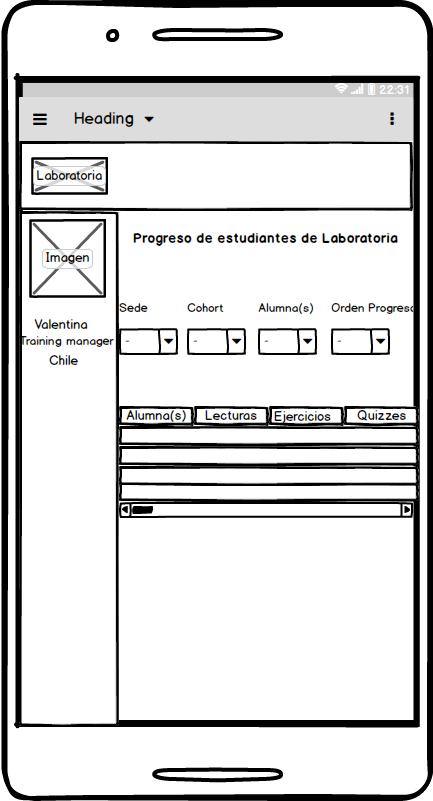 22:31
Heading
Laboratoria
Imagen
Valentina
Training manager
Chile
Progreso de estudiantes de Laboratoria
Sede Cohort Alumna(s) Orden Progreso
- - - -
Alumna(s) Lecturas Ejercicios Quizzes